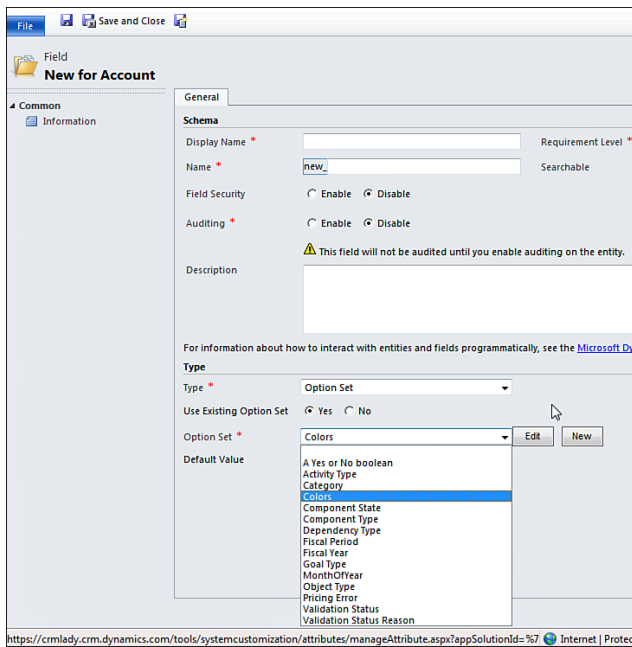 File
Save and Close
Field
New for Account
Common
Information
General
Schema
Display Name *
Requirement Level *
Name *
new_
Searchable
Field Security
Enable
Disable
Auditing *
Enable
Disable
This field will not be audited until you enable auditing on the entity.
Description
For information about how to interact with entities and fields programmatically, see the Microsoft Dy
Type
Type *
Option Set
Use Existing Option Set
Yes
No
Option Set *
Colors
Edit
New
Default Value
A Yes or No boolean
Activity Type
Category
Colors
Component State
Component Type
Dependency Type
Fiscal Period
Fiscal Year
Goal Type
MonthOfYear
Object Type
Pricing Error
Validation Status
Validation Status Reason
https://crmlady.crm.dynamics.com/tools/systemcustomization/attributes/manageAttribute.aspx?appSolutionId=%7
Internet | Protec